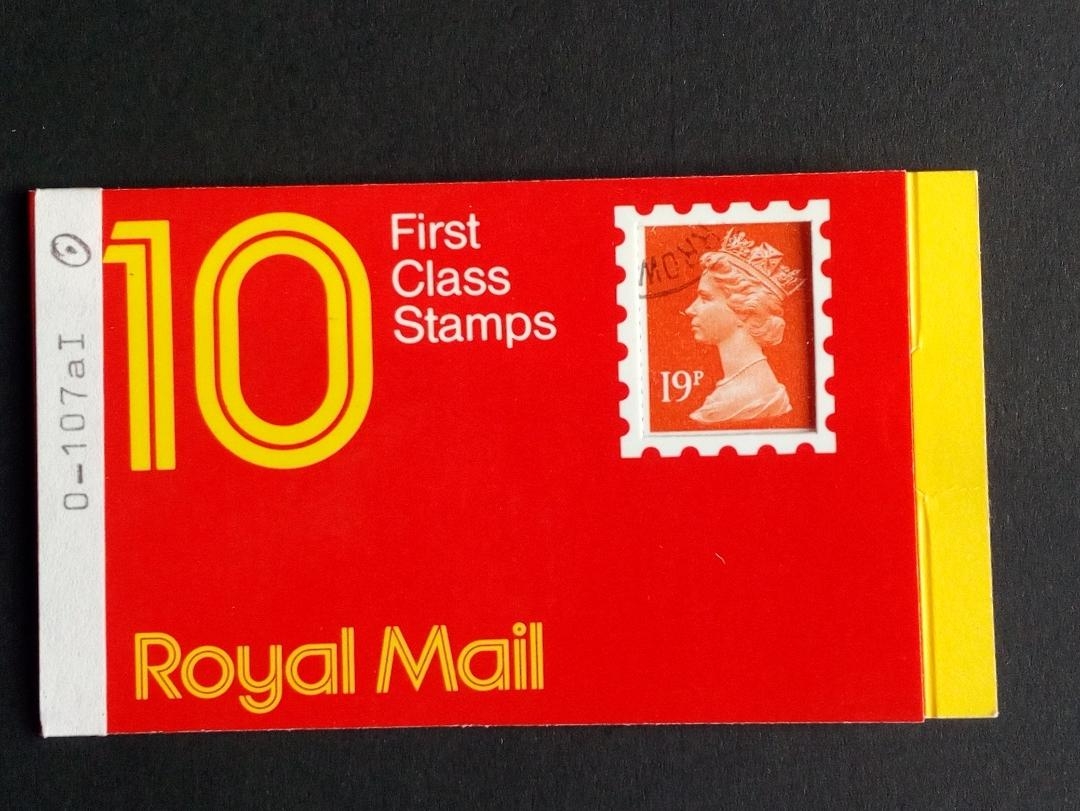 10
First
Class
Stamps
19P
Royal Mail
0-107aI